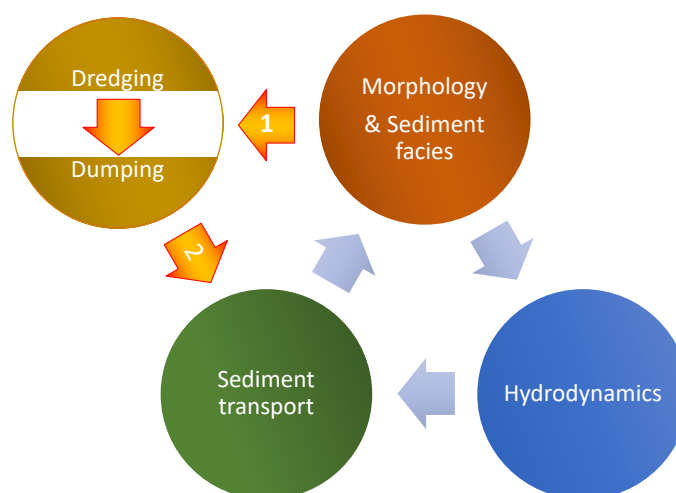 Dredging
Dumping
1
Morphology
& Sediment
facies
2
Sediment
transport
Hydrodynamics